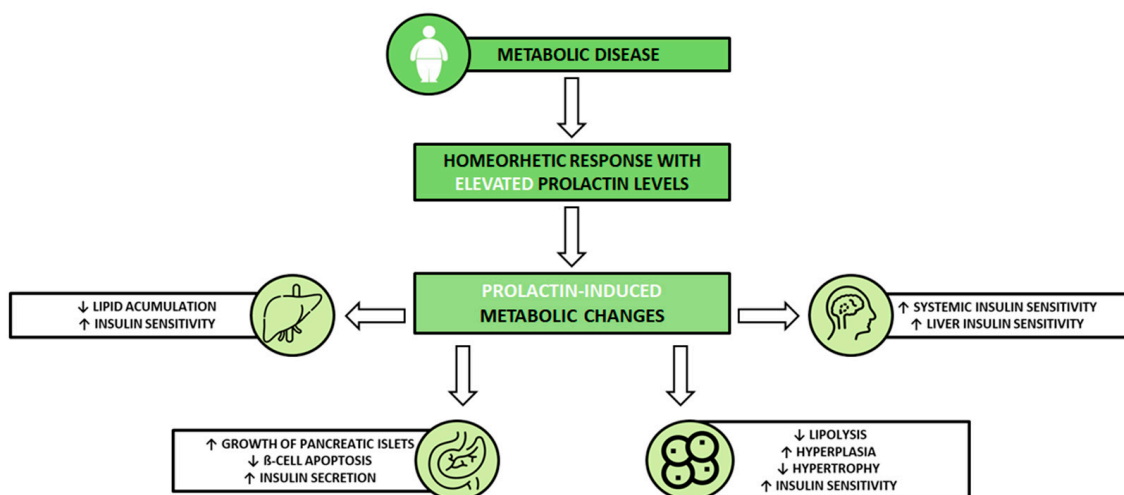 METABOLIC DISEASE
HOMEORHETIC RESPONSE WITH
ELEVATED PROLACTIN LEVELS
PROLACTIN-INDUCED
METABOLIC CHANGES
↓ LIPID ACUMULATION
↑ INSULIN SENSITIVITY
↑ SYSTEMIC INSULIN SENSITIVITY
↑ LIVER INSULIN SENSITIVITY
↑ GROWTH OF PANCREATIC ISLETS
↓ ß-CELL APOPTOSIS
↑ INSULIN SECRETION
↓ LIPOLYSIS
↑ HYPERPLASIA
↓ HYPERTROPHY
↑ INSULIN SENSITIVITY